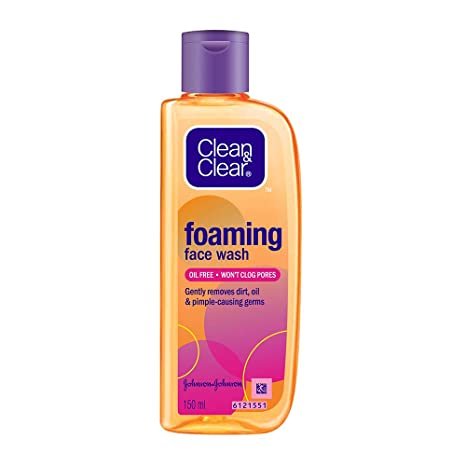 Clean &
Clear®
™
foaming
face wash
OIL FREE • WON'T CLOG PORES
Gently removes dirt, oil
& pimple-causing germs
Johnson & Johnson
150 ml
6121551